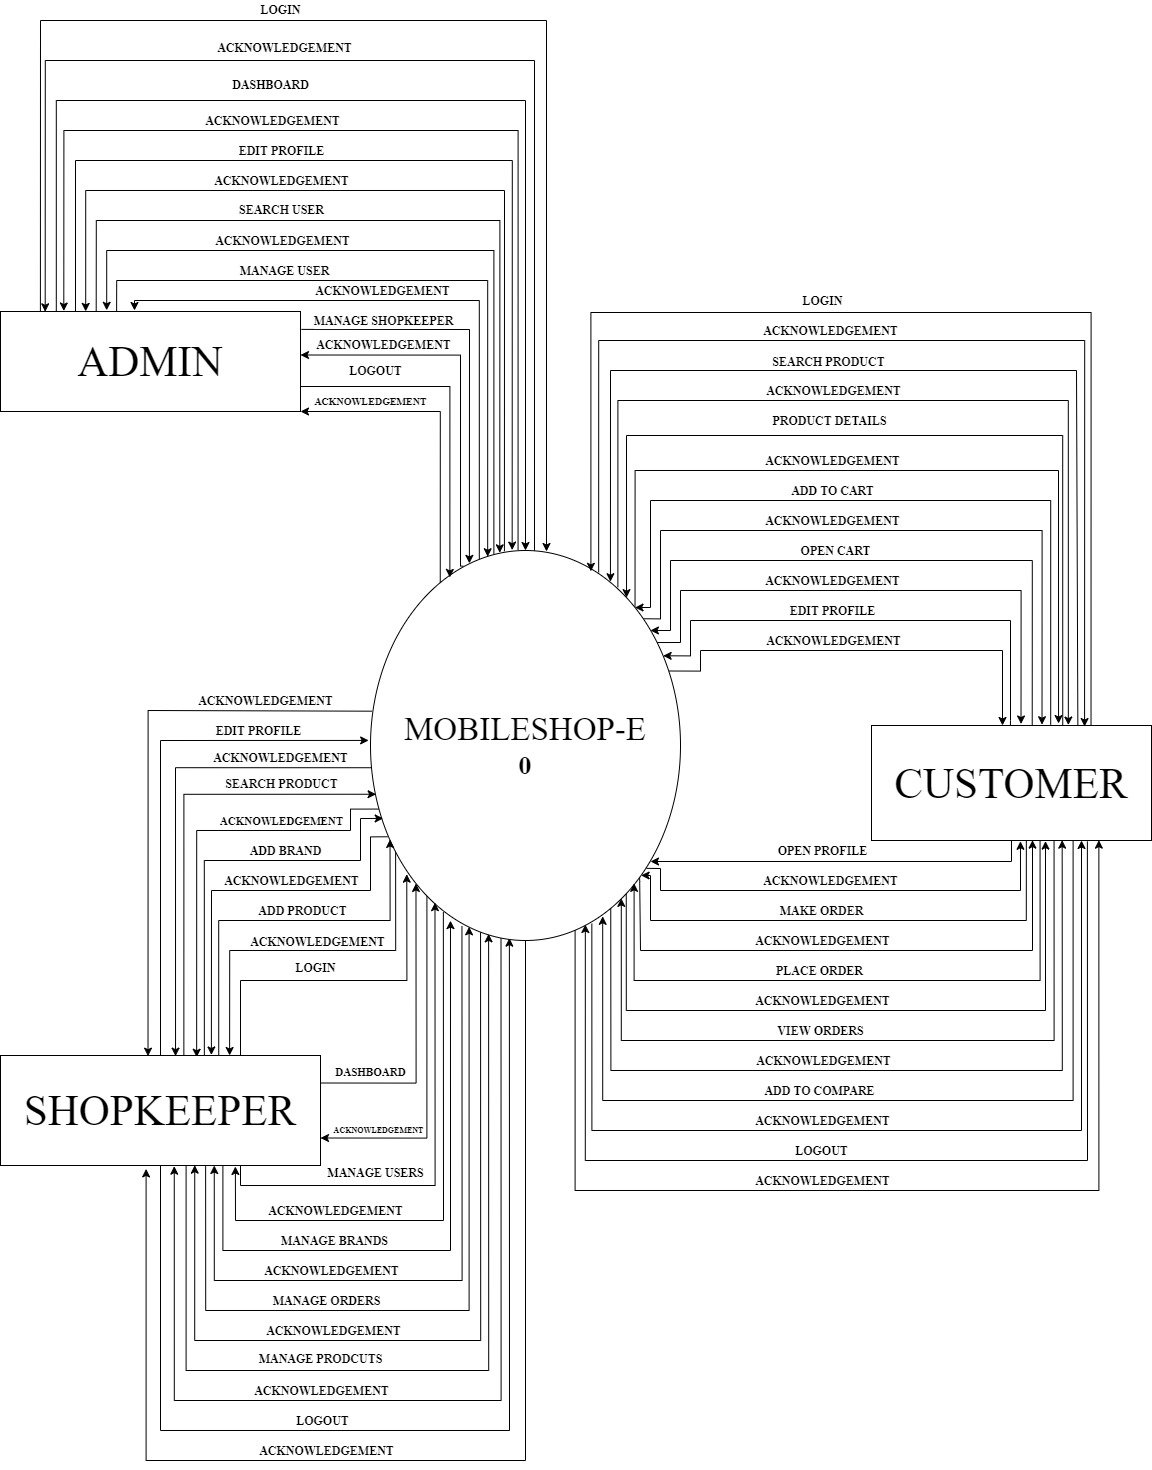 LOGIN
ACKNOWLEDGEMENT
DASHBOARD
ACKNOWLEDGEMENT
EDIT PROFILE
ACKNOWLEDGEMENT
SEARCH USER
ACKNOWLEDGEMENT
MANAGE USER
ACKNOWLEDGEMENT
MANAGE SHOPKEEPER
ACKNOWLEDGEMENT
LOGOUT
ACKNOWLEDGEMENT
ADMIN
LOGIN
ACKNOWLEDGEMENT
SEARCH PRODUCT
ACKNOWLEDGEMENT
PRODUCT DETAILS
ACKNOWLEDGEMENT
ADD TO CART
ACKNOWLEDGEMENT
OPEN CART
ACKNOWLEDGEMENT
EDIT PROFILE
ACKNOWLEDGEMENT
MOBILESHOP-E
0
CUSTOMER
OPEN PROFILE
ACKNOWLEDGEMENT
MAKE ORDER
ACKNOWLEDGEMENT
PLACE ORDER
ACKNOWLEDGEMENT
VIEW ORDERS
ACKNOWLEDGEMENT
ADD TO COMPARE
ACKNOWLEDGEMENT
LOGOUT
ACKNOWLEDGEMENT
ACKNOWLEDGEMENT
EDIT PROFILE
ACKNOWLEDGEMENT
SEARCH PRODUCT
ACKNOWLEDGEMENT
ADD BRAND
ACKNOWLEDGEMENT
ADD PRODUCT
ACKNOWLEDGEMENT
LOGIN
DASHBOARD
SHOPKEEPER
ACKNOWLEDGEMENT
MANAGE USERS
ACKNOWLEDGEMENT
MANAGE BRANDS
ACKNOWLEDGEMENT
MANAGE ORDERS
ACKNOWLEDGEMENT
MANAGE PRODCUTS
ACKNOWLEDGEMENT
LOGOUT
ACKNOWLEDGEMENT